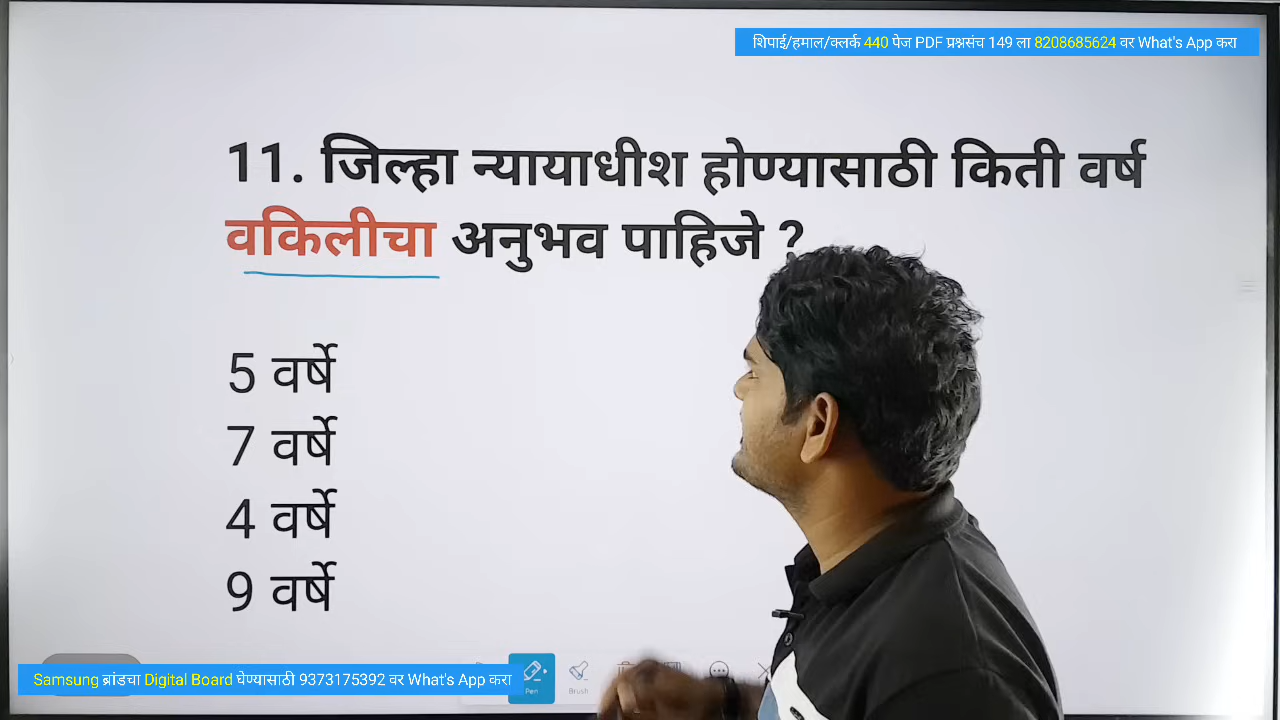 शिपाई/हमाल/क्लर्क 440 पेज PDF प्रश्नसंच 149 ला 8208685624 वर What's App करा
11. जिल्हा न्यायाधीश होण्यासाठी किती वर्ष
वकिलीचा अनुभव पाहिजे ?
5 वर्षे
7 वर्षे
4 वर्षे
9 वर्षे
Samsung ब्रांडचा Digital Board घेण्यासाठी 9373175392 वर What's App करा
Pen
Brush